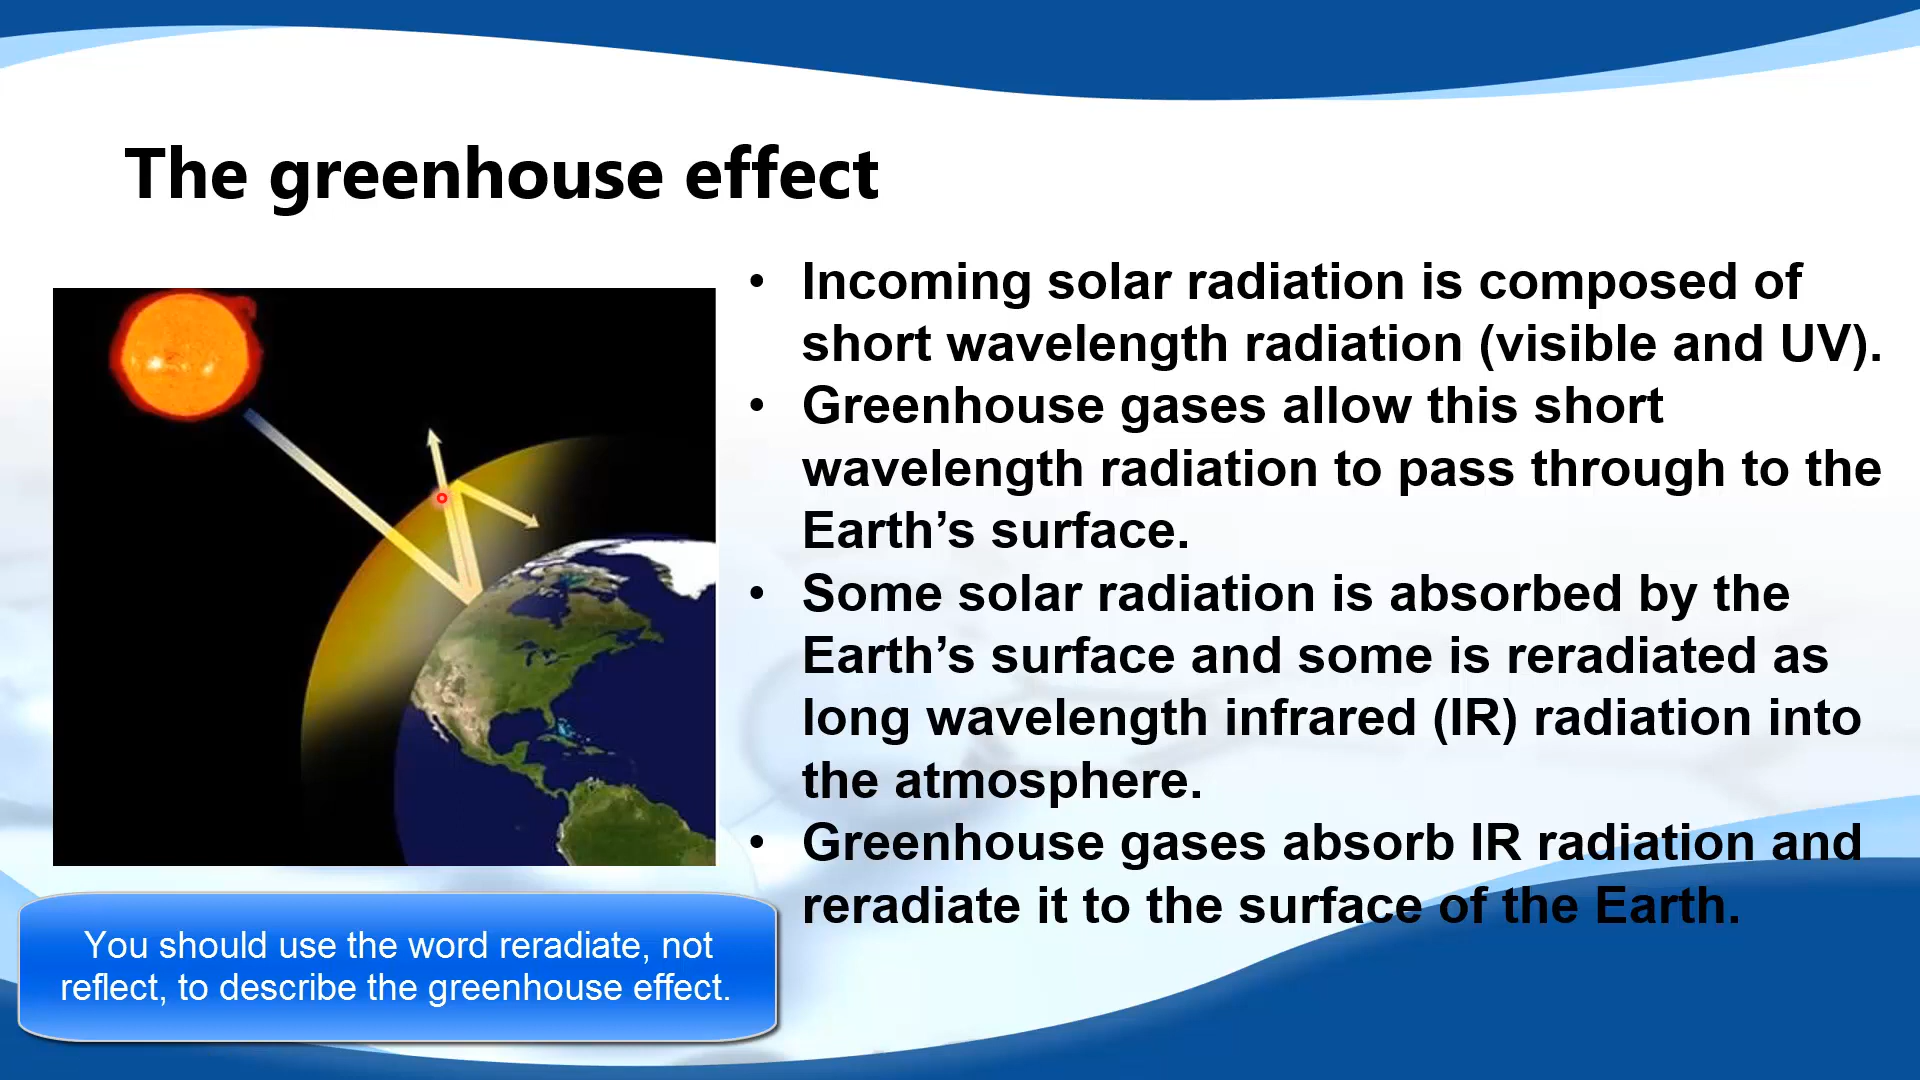 The greenhouse effect
• Incoming solar radiation is composed of
short wavelength radiation (visible and UV).
• Greenhouse gases allow this short
wavelength radiation to pass through to the
Earth’s surface.
• Some solar radiation is absorbed by the
Earth’s surface and some is reradiated as
long wavelength infrared (IR) radiation into
the atmosphere.
• Greenhouse gases absorb IR radiation and
reradiate it to the surface of the Earth.
You should use the word reradiate, not
reflect, to describe the greenhouse effect.